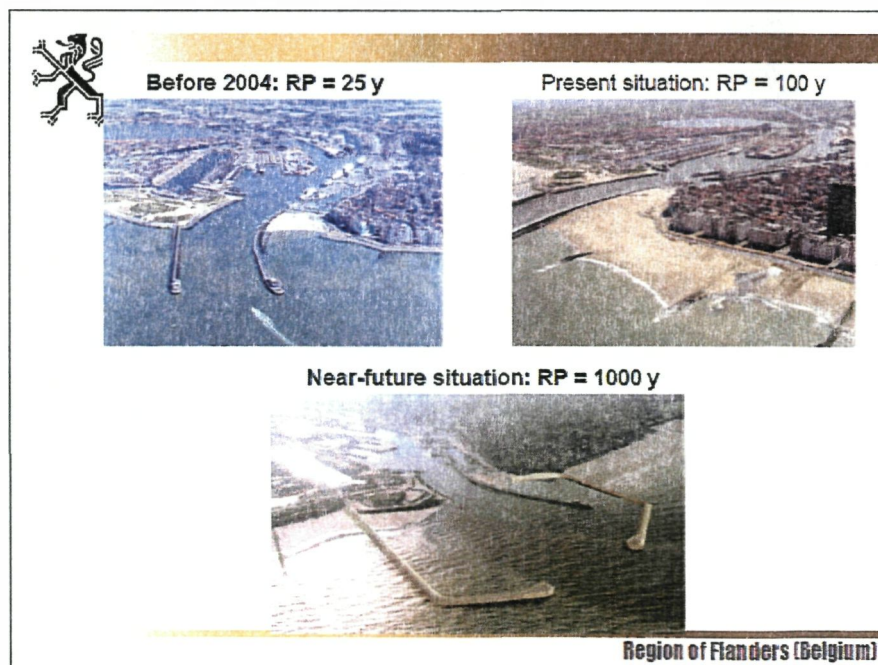 Before 2004: RP = 25 y
Present situation: RP = 100 y
Near-future situation: RP = 1000 y
Region of Flanders (Belgium)